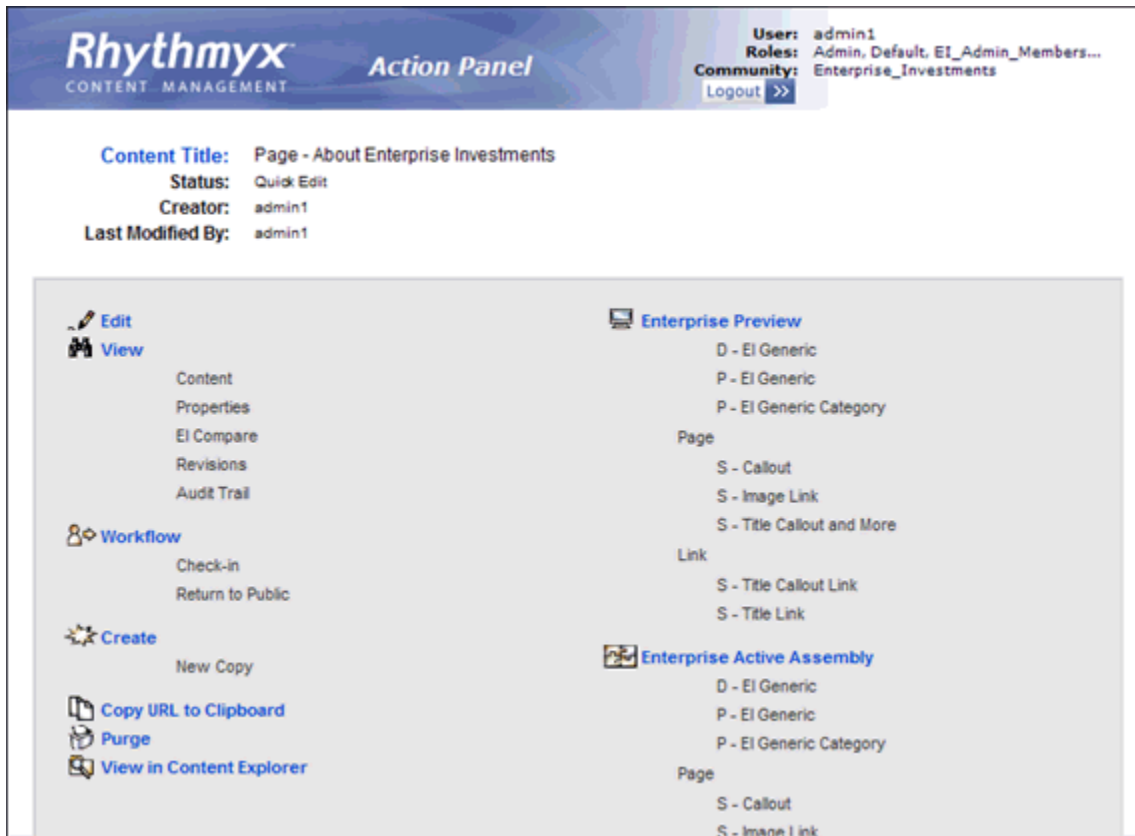 Rhythmyx
CONTENT MANAGEMENT
Action Panel
User: admin1
Roles: Admin, Default, EI_Admin_Members...
Community: Enterprise_Investments
Logout >>
Content Title: Page - About Enterprise Investments
Status: Quick Edit
Creator: admin1
Last Modified By: admin1
Edit
View
Content
Properties
EI Compare
Revisions
Audit Trail
Workflow
Check-in
Return to Public
Create
New Copy
Copy URL to Clipboard
Purge
View in Content Explorer
Enterprise Preview
D - EI Generic
P - EI Generic
P - EI Generic Category
Page
S - Callout
S - Image Link
S - Title Callout and More
Link
S - Title Callout Link
S - Title Link
Enterprise Active Assembly
D - EI Generic
P - EI Generic
P - EI Generic Category
Page
S - Callout
S - Image Link